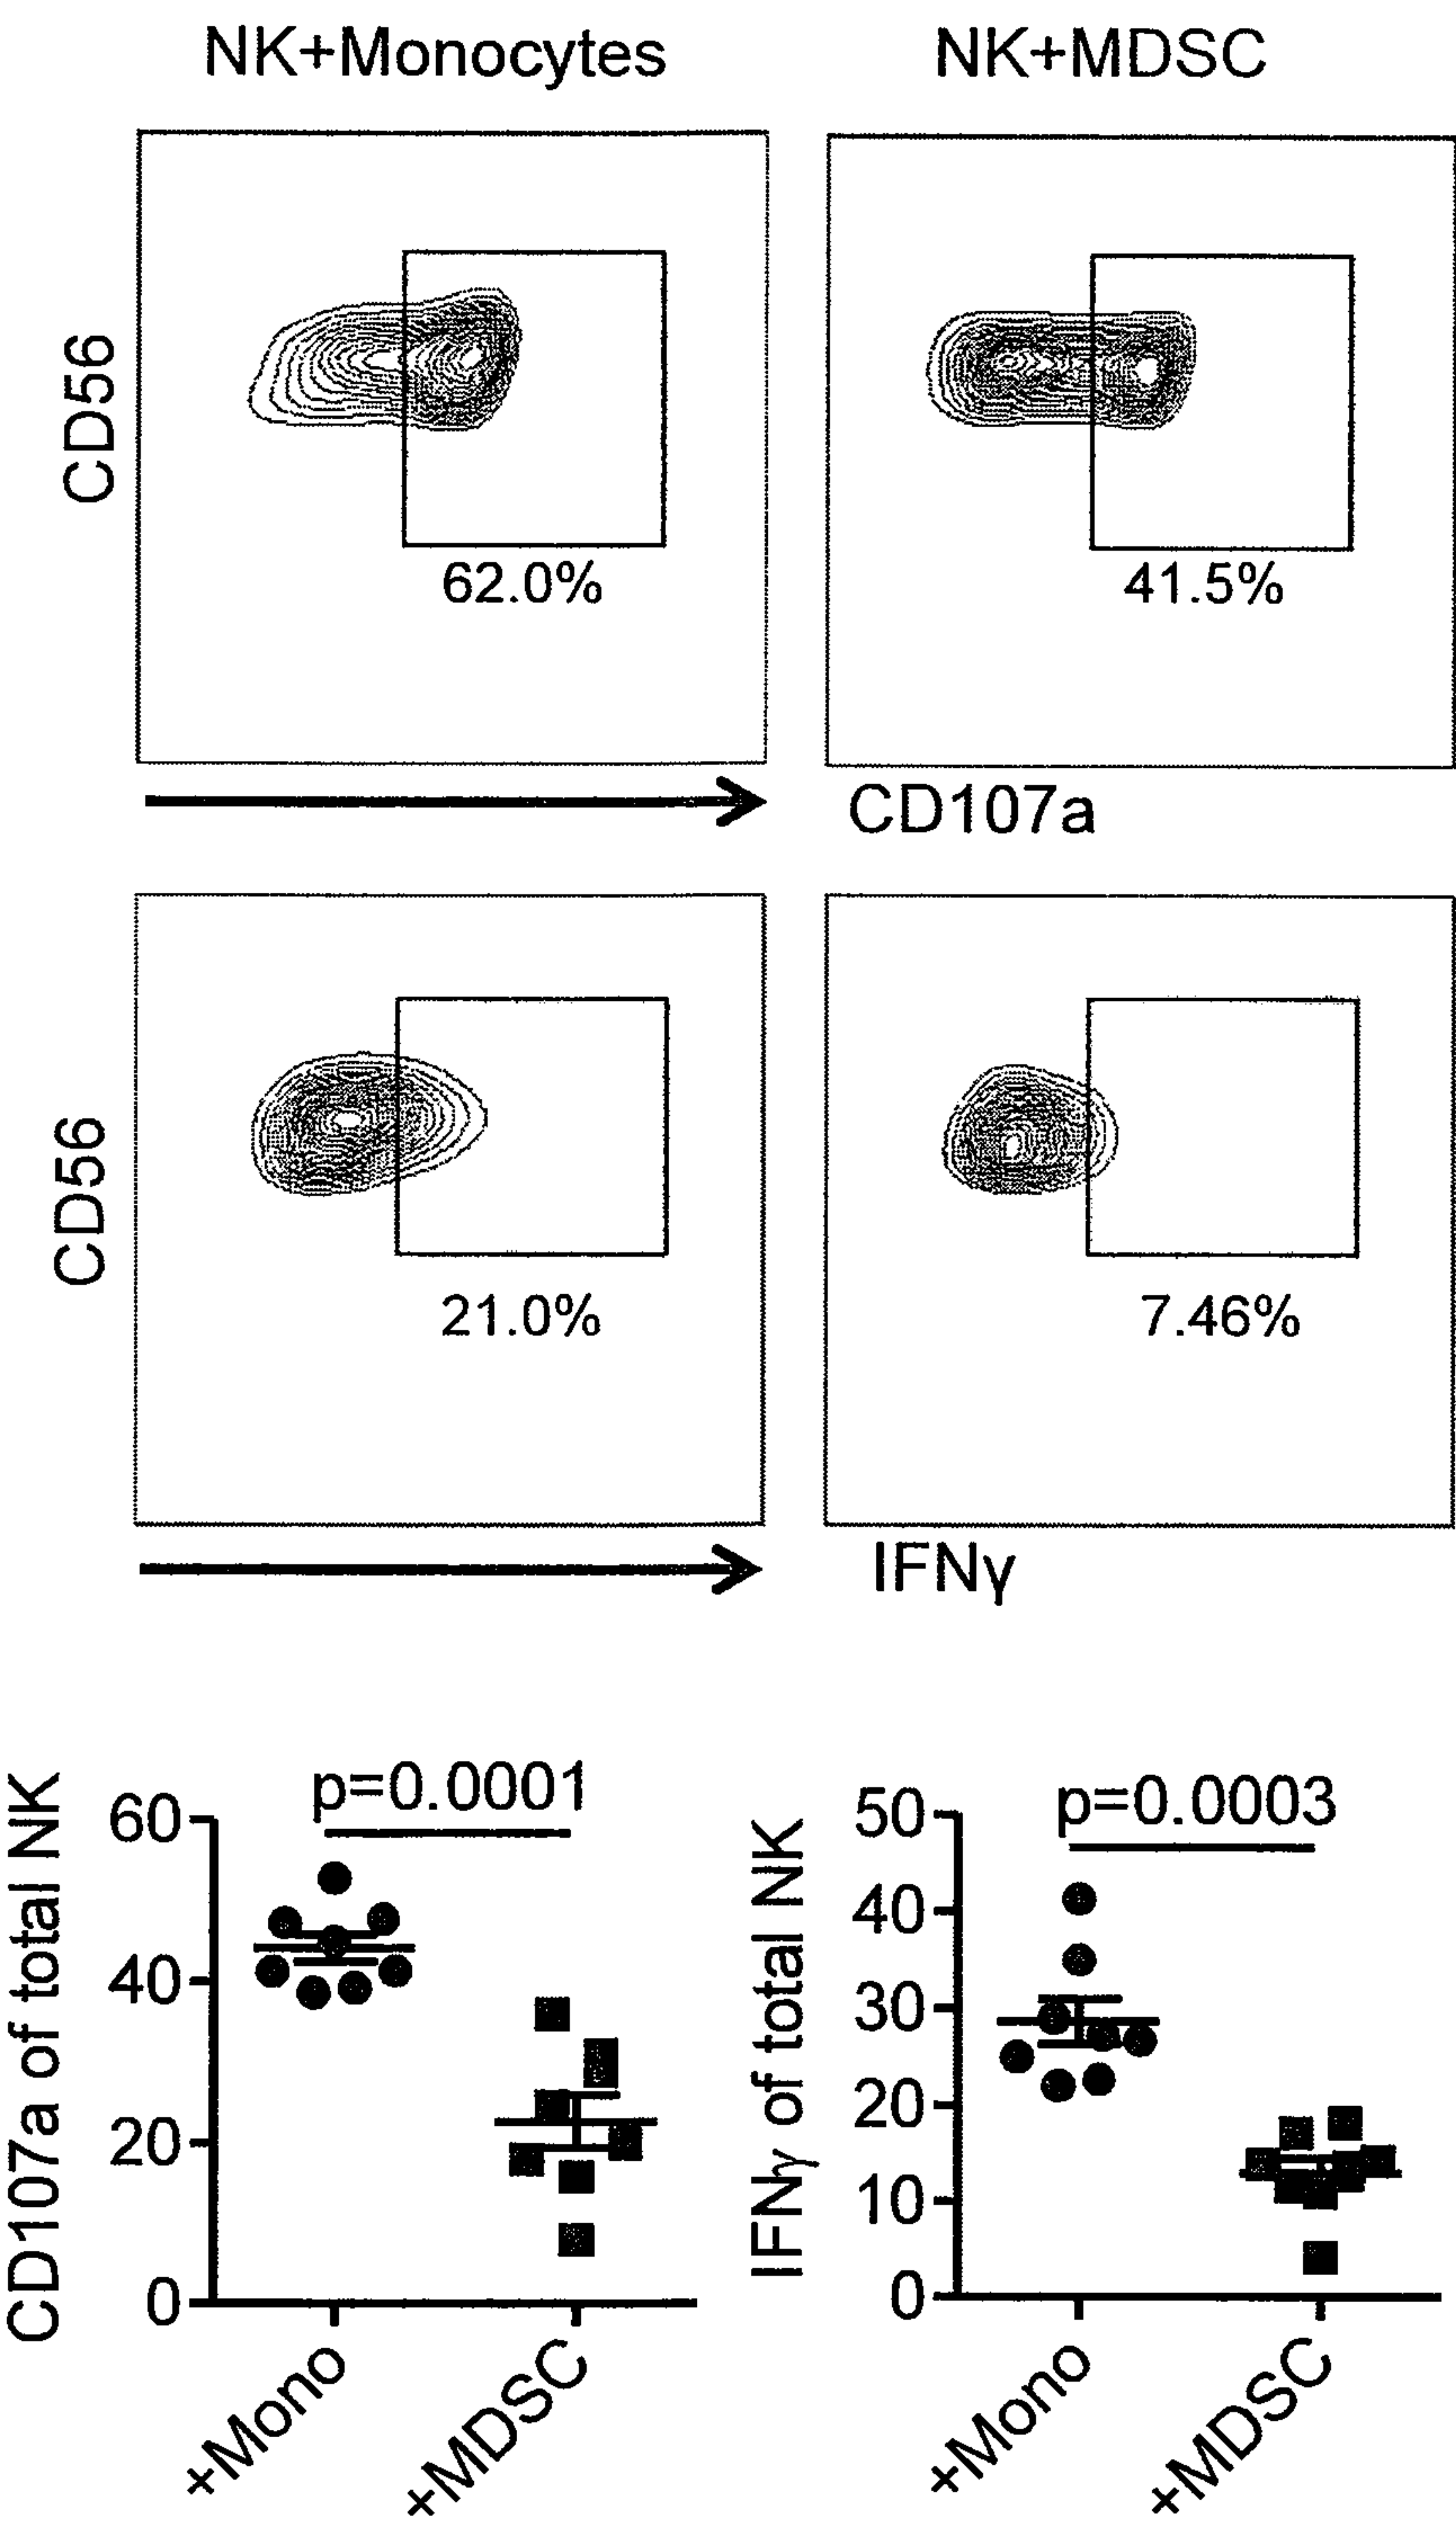 NK+Monocytes NK+MDSC
CD56
62.0% 41.5%
CD107a
CD56
21.0% 7.46%
IFNγ
CD107a of total NK
p=0.0001
60
40
20
0
+Mono +MDSC
IFNγ of total NK
p=0.0003
50
40
30
20
10
0
+Mono +MDSC